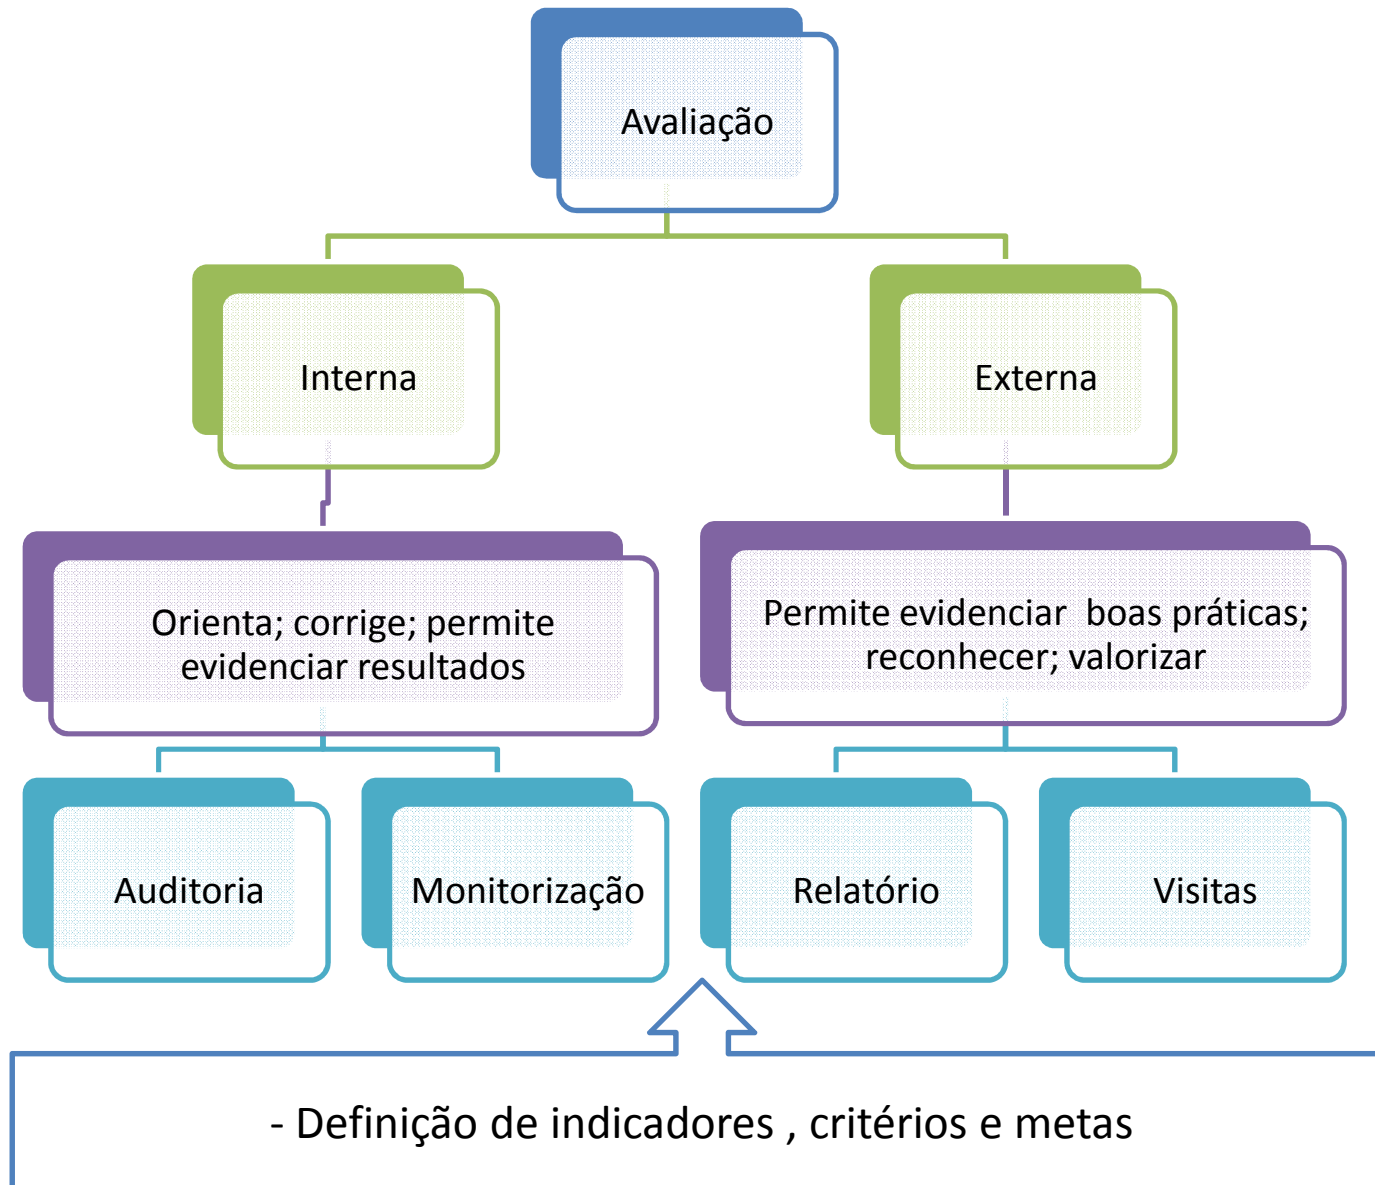 Avaliação
Interna
Externa
Orienta; corrige; permite
evidenciar resultados
Permite evidenciar  boas práticas;
reconhecer; valorizar
Auditoria
Monitorização
Relatório
Visitas
- Definição de indicadores , critérios e metas